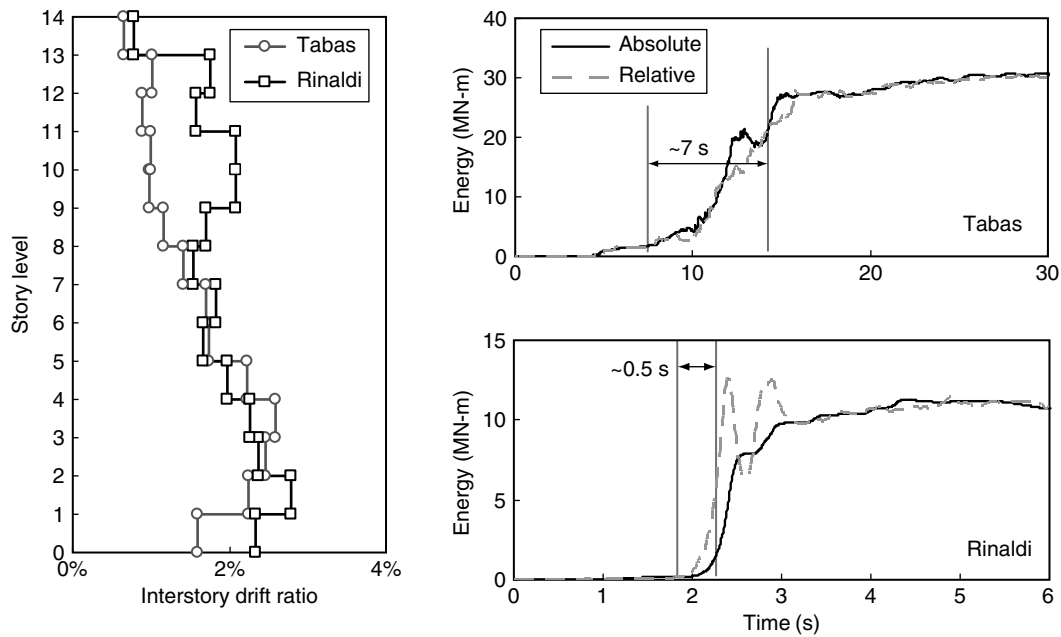 14
13
12
11
10
9
8
7
6
5
4
3
2
1
0
Story level
0%
2%
4%
Interstory drift ratio
Tabas
Rinaldi
40
30
20
10
0
Energy (MN-m)
Absolute
Relative
~7 s
Tabas
0
10
20
30
15
10
5
0
Energy (MN-m)
~0.5 s
Rinaldi
0
1
2
3
4
5
6
Time (s)